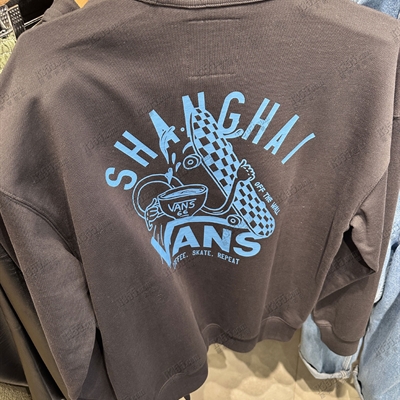 SHANGHAI
OFF THE WALL
VANS
VANS
COFFEE, SKATE, REPEAT